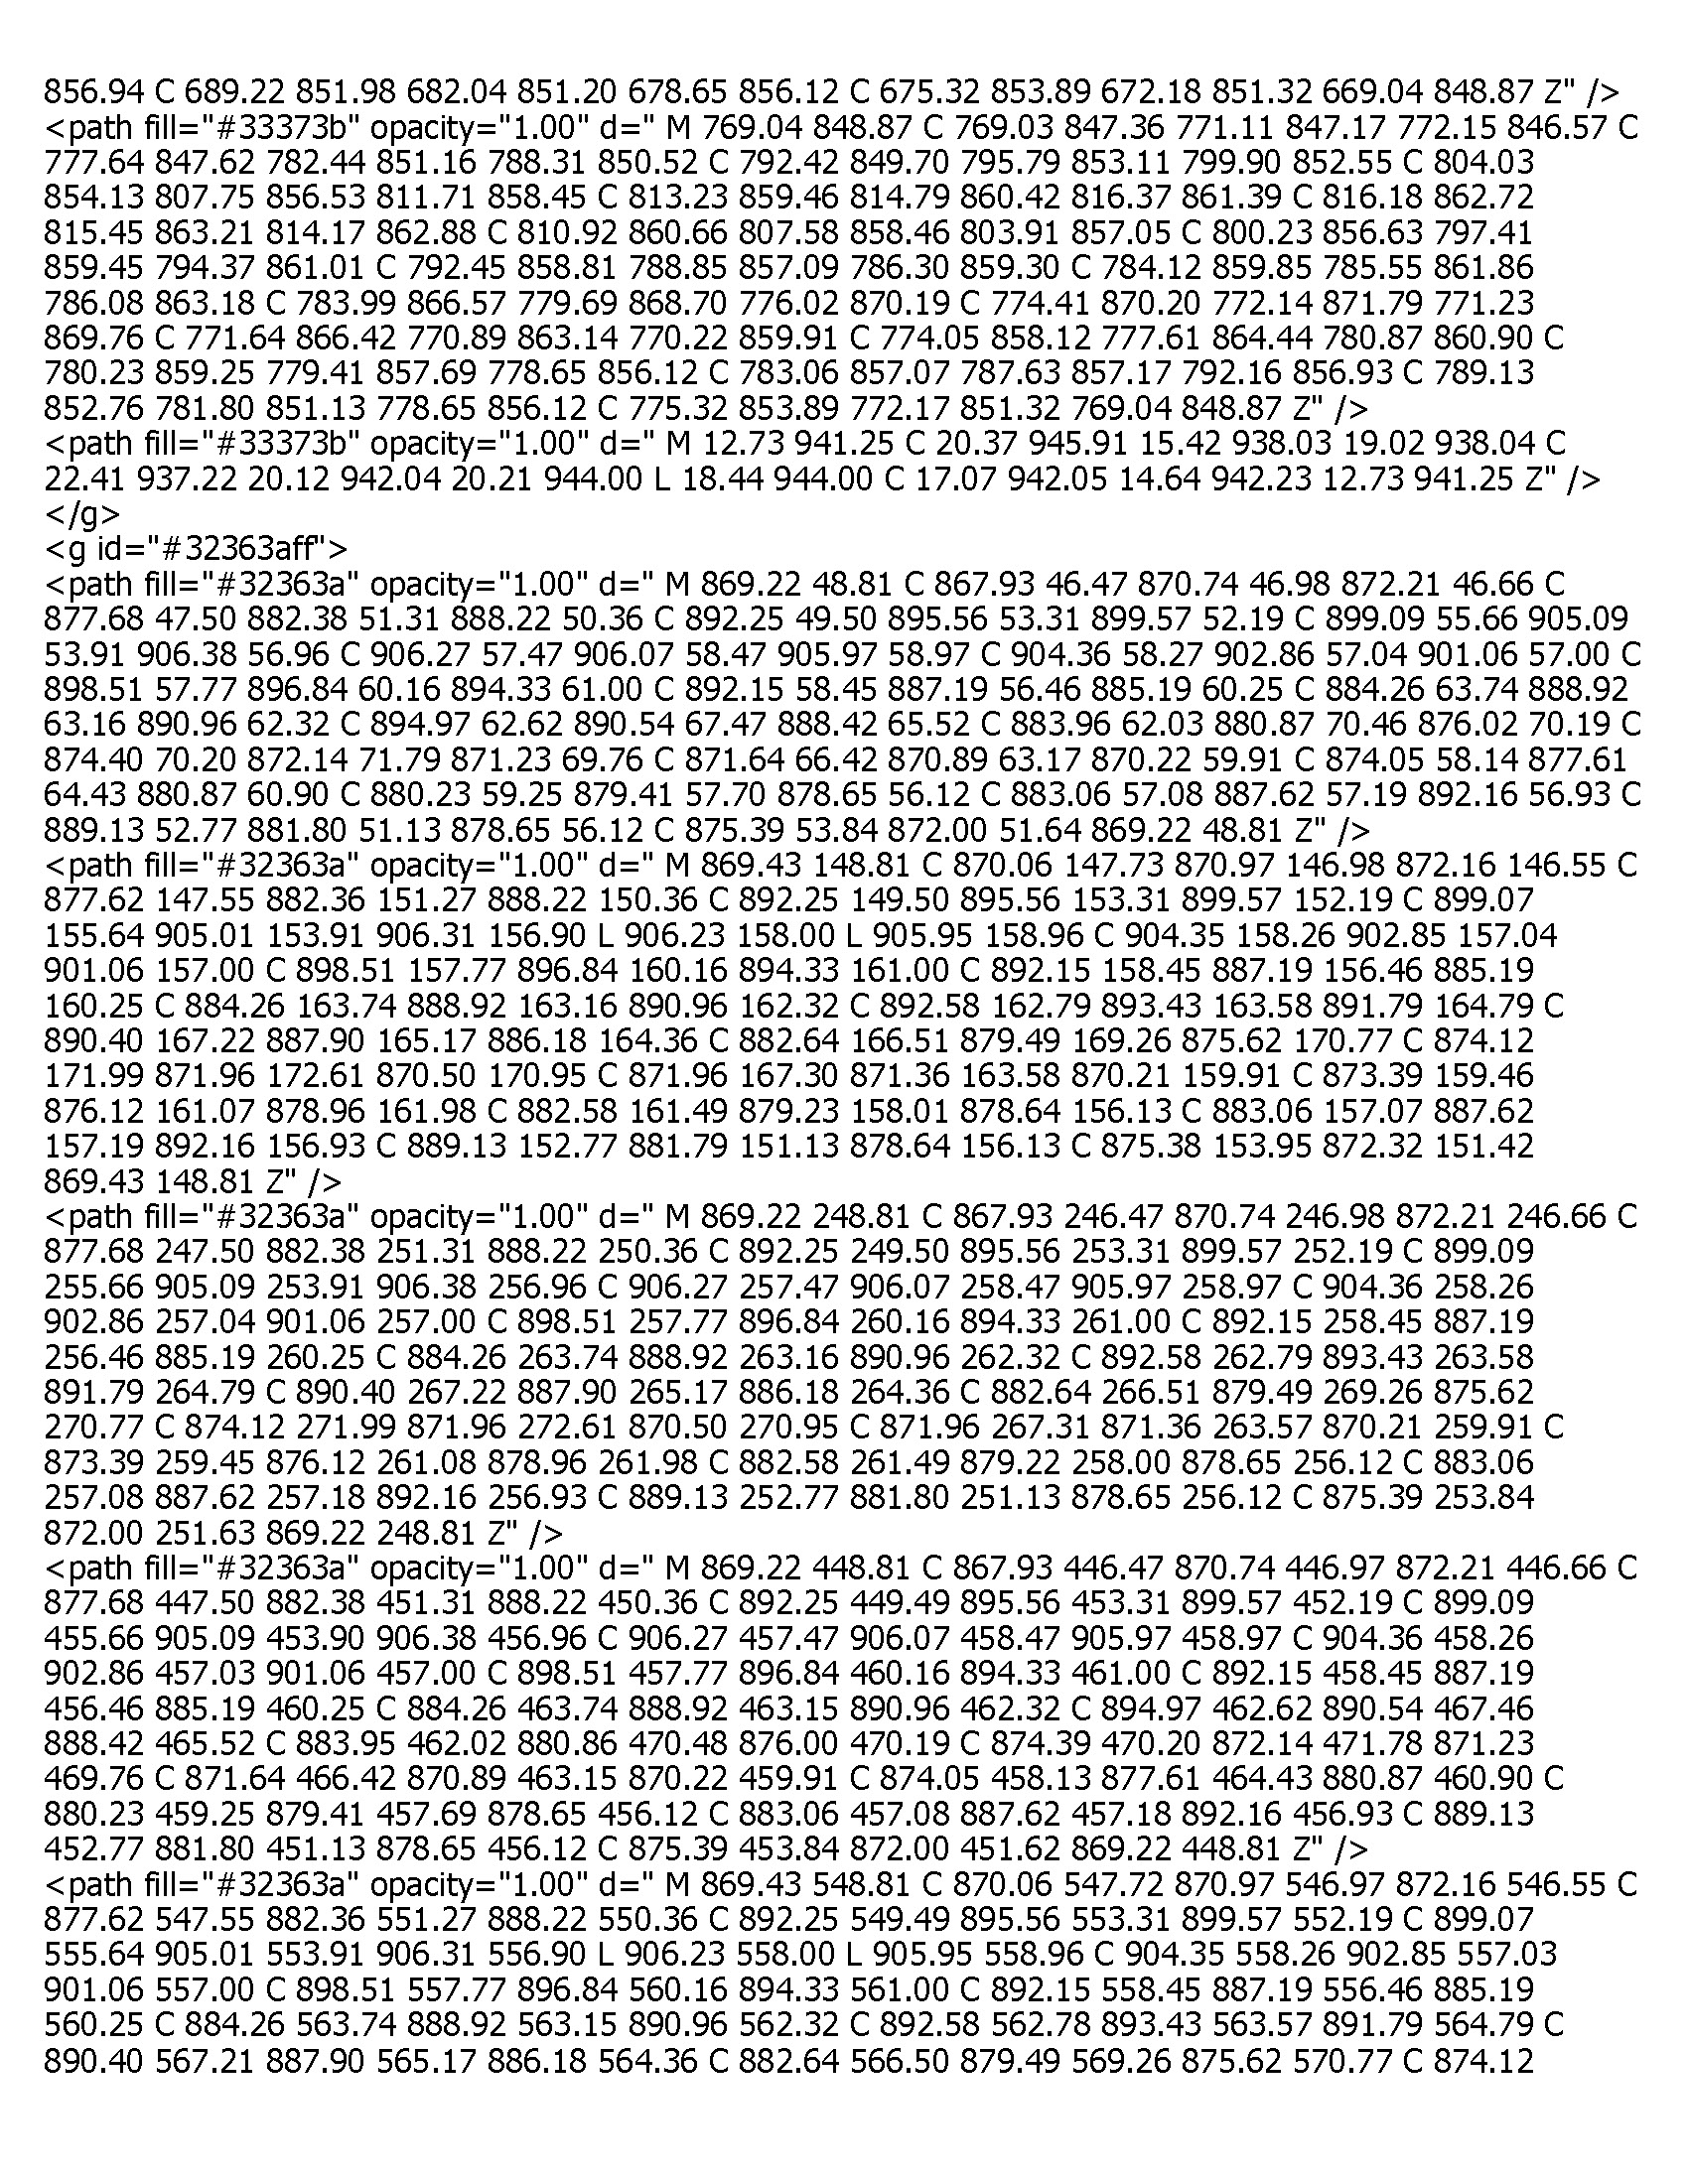 856.94 C 689.22 851.98 682.04 851.20 678.65 856.12 C 675.32 853.89 672.18 851.32 669.04 848.87 Z" />
<path fill="#33373b" opacity="1.00" d=" M 769.04 848.87 C 769.03 847.36 771.11 847.17 772.15 846.57 C
777.64 847.62 782.44 851.16 788.31 850.52 C 792.42 849.70 795.79 853.11 799.90 852.55 C 804.03
854.13 807.75 856.53 811.71 858.45 C 813.23 859.46 814.79 860.42 816.37 861.39 C 816.18 862.72
815.45 863.21 814.17 862.88 C 810.92 860.66 807.58 858.46 803.91 857.05 C 800.23 856.63 797.41
859.45 794.37 861.01 C 792.45 858.81 788.85 857.09 786.30 859.30 C 784.12 859.85 785.55 861.86
786.08 863.18 C 783.99 866.57 779.69 868.70 776.02 870.19 C 774.41 870.20 772.14 871.79 771.23
869.76 C 771.64 866.42 770.89 863.14 770.22 859.91 C 774.05 858.12 777.61 864.44 780.87 860.90 C
780.23 859.25 779.41 857.69 778.65 856.12 C 783.06 857.07 787.63 857.17 792.16 856.93 C 789.13
852.76 781.80 851.13 778.65 856.12 C 775.32 853.89 772.17 851.32 769.04 848.87 Z" />
<path fill="#33373b" opacity="1.00" d=" M 12.73 941.25 C 20.37 945.91 15.42 938.03 19.02 938.04 C
22.41 937.22 20.12 942.04 20.21 944.00 L 18.44 944.00 C 17.07 942.05 14.64 942.23 12.73 941.25 Z" />
</g>
<g id="#32363aff">
<path fill="#32363a" opacity="1.00" d=" M 869.22 48.81 C 867.93 46.47 870.74 46.98 872.21 46.66 C
877.68 47.50 882.38 51.31 888.22 50.36 C 892.25 49.50 895.56 53.31 899.57 52.19 C 899.09 55.66 905.09
53.91 906.38 56.96 C 906.27 57.47 906.07 58.47 905.97 58.97 C 904.36 58.27 902.86 57.04 901.06 57.00 C
898.51 57.77 896.84 60.16 894.33 61.00 C 892.15 58.45 887.19 56.46 885.19 60.25 C 884.26 63.74 888.92
63.16 890.96 62.32 C 894.97 62.62 890.54 67.47 888.42 65.52 C 883.96 62.03 880.87 70.46 876.02 70.19 C
874.40 70.20 872.14 71.79 871.23 69.76 C 871.64 66.42 870.89 63.17 870.22 59.91 C 874.05 58.14 877.61
64.43 880.87 60.90 C 880.23 59.25 879.41 57.70 878.65 56.12 C 883.06 57.08 887.62 57.19 892.16 56.93 C
889.13 52.77 881.80 51.13 878.65 56.12 C 875.39 53.84 872.00 51.64 869.22 48.81 Z" />
<path fill="#32363a" opacity="1.00" d=" M 869.43 148.81 C 870.06 147.73 870.97 146.98 872.16 146.55 C
877.62 147.55 882.36 151.27 888.22 150.36 C 892.25 149.50 895.56 153.31 899.57 152.19 C 899.07
155.64 905.01 153.91 906.31 156.90 L 906.23 158.00 L 905.95 158.96 C 904.35 158.26 902.85 157.04
901.06 157.00 C 898.51 157.77 896.84 160.16 894.33 161.00 C 892.15 158.45 887.19 156.46 885.19
160.25 C 884.26 163.74 888.92 163.16 890.96 162.32 C 892.58 162.79 893.43 163.58 891.79 164.79 C
890.40 167.22 887.90 165.17 886.18 164.36 C 882.64 166.51 879.49 169.26 875.62 170.77 C 874.12
171.99 871.96 172.61 870.50 170.95 C 871.96 167.30 871.36 163.58 870.21 159.91 C 873.39 159.46
876.12 161.07 878.96 161.98 C 882.58 161.49 879.23 158.01 878.64 156.13 C 883.06 157.07 887.62
157.19 892.16 156.93 C 889.13 152.77 881.79 151.13 878.64 156.13 C 875.38 153.95 872.32 151.42
869.43 148.81 Z" />
<path fill="#32363a" opacity="1.00" d=" M 869.22 248.81 C 867.93 246.47 870.74 246.98 872.21 246.66 C
877.68 247.50 882.38 251.31 888.22 250.36 C 892.25 249.50 895.56 253.31 899.57 252.19 C 899.09
255.66 905.09 253.91 906.38 256.96 C 906.27 257.47 906.07 258.47 905.97 258.97 C 904.36 258.26
902.86 257.04 901.06 257.00 C 898.51 257.77 896.84 260.16 894.33 261.00 C 892.15 258.45 887.19
256.46 885.19 260.25 C 884.26 263.74 888.92 263.16 890.96 262.32 C 892.58 262.79 893.43 263.58
891.79 264.79 C 890.40 267.22 887.90 265.17 886.18 264.36 C 882.64 266.51 879.49 269.26 875.62
270.77 C 874.12 271.99 871.96 272.61 870.50 270.95 C 871.96 267.31 871.36 263.57 870.21 259.91 C
873.39 259.45 876.12 261.08 878.96 261.98 C 882.58 261.49 879.22 258.00 878.65 256.12 C 883.06
257.08 887.62 257.18 892.16 256.93 C 889.13 252.77 881.80 251.13 878.65 256.12 C 875.39 253.84
872.00 251.63 869.22 248.81 Z" />
<path fill="#32363a" opacity="1.00" d=" M 869.22 448.81 C 867.93 446.47 870.74 446.97 872.21 446.66 C
877.68 447.50 882.38 451.31 888.22 450.36 C 892.25 449.49 895.56 453.31 899.57 452.19 C 899.09
455.66 905.09 453.90 906.38 456.96 C 906.27 457.47 906.07 458.47 905.97 458.97 C 904.36 458.26
902.86 457.03 901.06 457.00 C 898.51 457.77 896.84 460.16 894.33 461.00 C 892.15 458.45 887.19
456.46 885.19 460.25 C 884.26 463.74 888.92 463.15 890.96 462.32 C 894.97 462.62 890.54 467.46
888.42 465.52 C 883.95 462.02 880.86 470.48 876.00 470.19 C 874.39 470.20 872.14 471.78 871.23
469.76 C 871.64 466.42 870.89 463.15 870.22 459.91 C 874.05 458.13 877.61 464.43 880.87 460.90 C
880.23 459.25 879.41 457.69 878.65 456.12 C 883.06 457.08 887.62 457.18 892.16 456.93 C 889.13
452.77 881.80 451.13 878.65 456.12 C 875.39 453.84 872.00 451.62 869.22 448.81 Z" />
<path fill="#32363a" opacity="1.00" d=" M 869.43 548.81 C 870.06 547.72 870.97 546.97 872.16 546.55 C
877.62 547.55 882.36 551.27 888.22 550.36 C 892.25 549.49 895.56 553.31 899.57 552.19 C 899.07
555.64 905.01 553.91 906.31 556.90 L 906.23 558.00 L 905.95 558.96 C 904.35 558.26 902.85 557.03
901.06 557.00 C 898.51 557.77 896.84 560.16 894.33 561.00 C 892.15 558.45 887.19 556.46 885.19
560.25 C 884.26 563.74 888.92 563.15 890.96 562.32 C 892.58 562.78 893.43 563.57 891.79 564.79 C
890.40 567.21 887.90 565.17 886.18 564.36 C 882.64 566.50 879.49 569.26 875.62 570.77 C 874.12